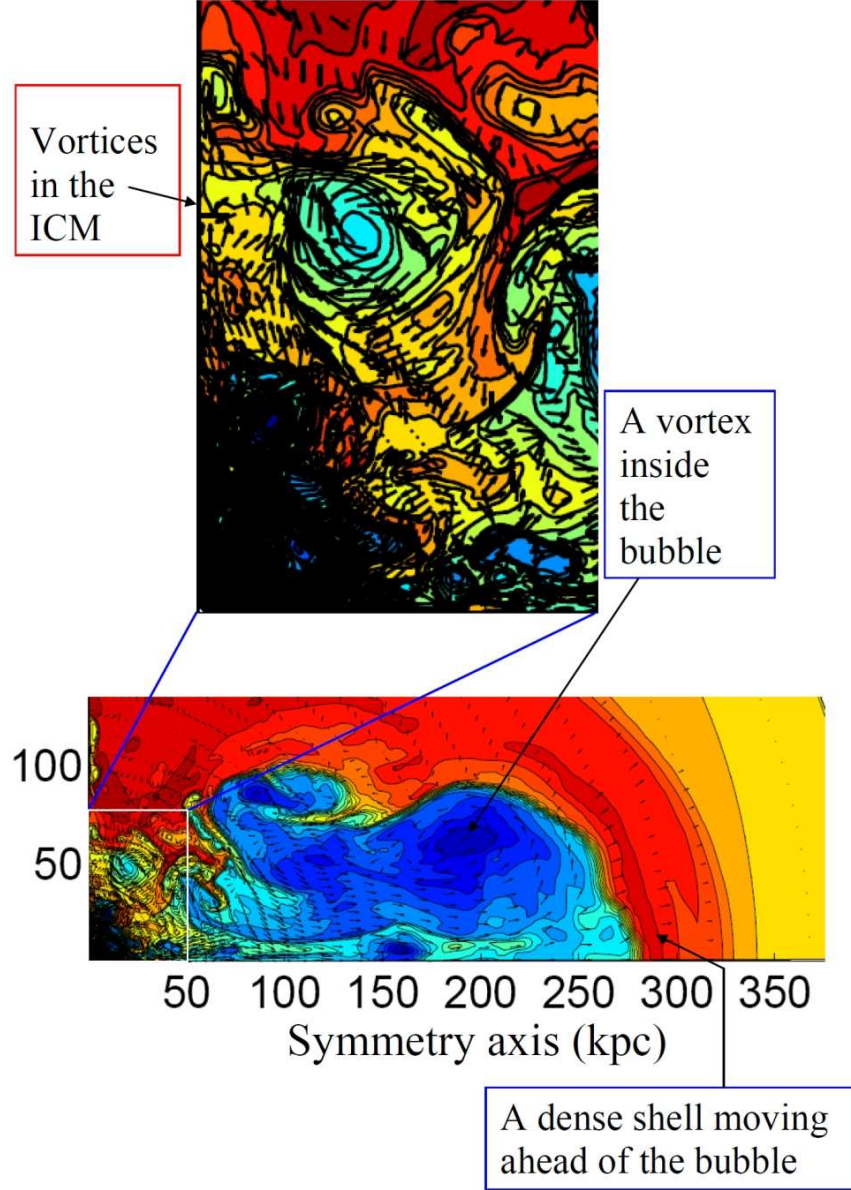 Vortices
in the
ICM
A vortex
inside
the
bubble
100
50
50 100 150 200 250 300 350
Symmetry axis (kpc)
A dense shell moving
ahead of the bubble